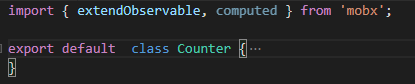 import { extendObservable, computed } from 'mobx';
export default  class Counter {···
}